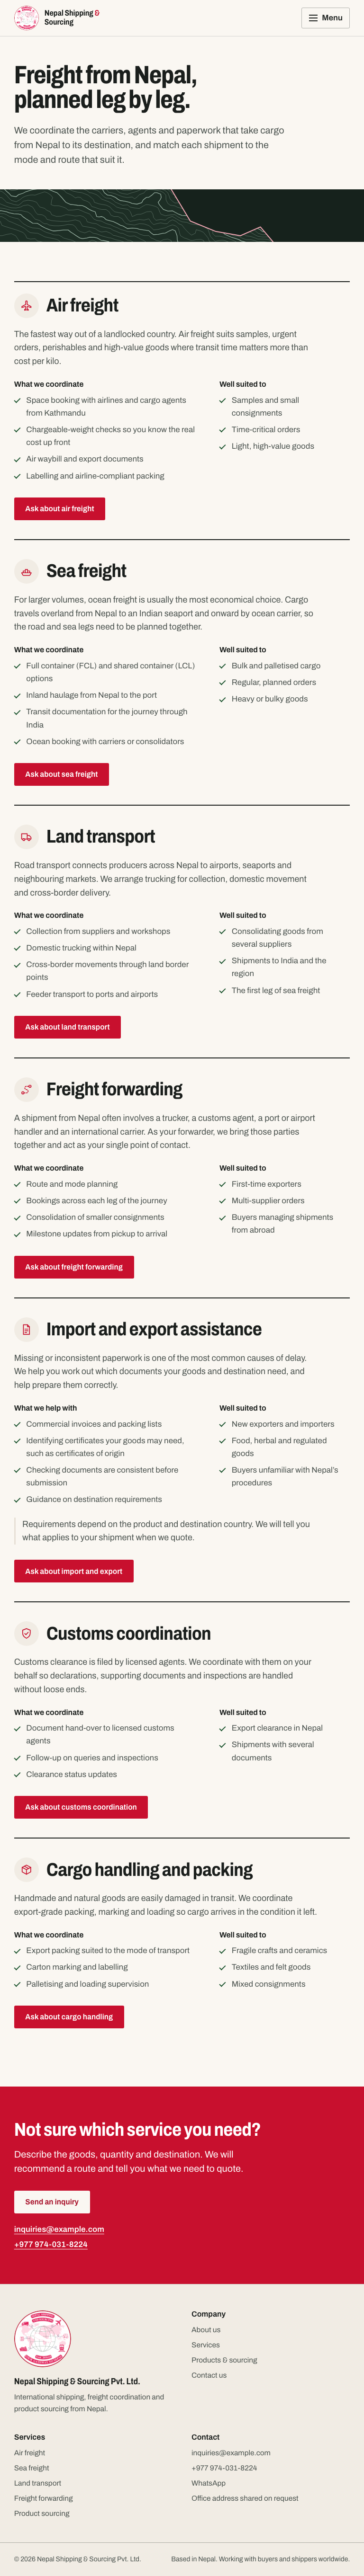 Nepal Shipping &
Sourcing
Menu
Freight from Nepal,
planned leg by leg.
We coordinate the carriers, agents and paperwork that take cargo
from Nepal to its destination, and match each shipment to the
mode and route that suit it.
Air freight
The fastest way out of a landlocked country. Air freight suits samples, urgent
orders, perishables and high-value goods where transit time matters more than
cost per kilo.
What we coordinate
Space booking with airlines and cargo agents
from Kathmandu
Chargeable-weight checks so you know the real
cost up front
Air waybill and export documents
Labelling and airline-compliant packing
Well suited to
Samples and small
consignments
Time-critical orders
Light, high-value goods
Ask about air freight
Sea freight
For larger volumes, ocean freight is usually the most economical choice. Cargo
travels overland from Nepal to an Indian seaport and onward by ocean carrier, so
the road and sea legs need to be planned together.
What we coordinate
Full container (FCL) and shared container (LCL)
options
Inland haulage from Nepal to the port
Transit documentation for the journey through
India
Ocean booking with carriers or consolidators
Well suited to
Bulk and palletised cargo
Regular, planned orders
Heavy or bulky goods
Ask about sea freight
Land transport
Road transport connects producers across Nepal to airports, seaports and
neighbouring markets. We arrange trucking for collection, domestic movement
and cross-border delivery.
What we coordinate
Collection from suppliers and workshops
Domestic trucking within Nepal
Cross-border movements through land border
points
Feeder transport to ports and airports
Well suited to
Consolidating goods from
several suppliers
Shipments to India and the
region
The first leg of sea freight
Ask about land transport
Freight forwarding
A shipment from Nepal often involves a trucker, a customs agent, a port or airport
handler and an international carrier. As your forwarder, we bring those parties
together and act as your single point of contact.
What we coordinate
Route and mode planning
Bookings across each leg of the journey
Consolidation of smaller consignments
Milestone updates from pickup to arrival
Well suited to
First-time exporters
Multi-supplier orders
Buyers managing shipments
from abroad
Ask about freight forwarding
Import and export assistance
Missing or inconsistent paperwork is one of the most common causes of delay.
We help you work out which documents your goods and destination need, and
help prepare them correctly.
What we help with
Commercial invoices and packing lists
Identifying certificates your goods may need,
such as certificates of origin
Checking documents are consistent before
submission
Guidance on destination requirements
Well suited to
New exporters and importers
Food, herbal and regulated
goods
Buyers unfamiliar with Nepal's
procedures
Requirements depend on the product and destination country. We will tell you
what applies to your shipment when we quote.
Ask about import and export
Customs coordination
Customs clearance is filed by licensed agents. We coordinate with them on your
behalf so declarations, supporting documents and inspections are handled
without loose ends.
What we coordinate
Document hand-over to licensed customs
agents
Follow-up on queries and inspections
Clearance status updates
Well suited to
Export clearance in Nepal
Shipments with several
documents
Ask about customs coordination
Cargo handling and packing
Handmade and natural goods are easily damaged in transit. We coordinate
export-grade packing, marking and loading so cargo arrives in the condition it left.
What we coordinate
Export packing suited to the mode of transport
Carton marking and labelling
Palletising and loading supervision
Well suited to
Fragile crafts and ceramics
Textiles and felt goods
Mixed consignments
Ask about cargo handling
Not sure which service you need?
Describe the goods, quantity and destination. We will
recommend a route and tell you what we need to quote.
Send an inquiry
inquiries@example.com
+977 974-031-8224
Nepal Shipping & Sourcing Pvt. Ltd.
International shipping, freight coordination and
product sourcing from Nepal.
Company
About us
Services
Products & sourcing
Contact us
Services
Air freight
Sea freight
Land transport
Freight forwarding
Product sourcing
Contact
inquiries@example.com
+977 974-031-8224
WhatsApp
Office address shared on request
© 2026 Nepal Shipping & Sourcing Pvt. Ltd.
Based in Nepal. Working with buyers and shippers worldwide.